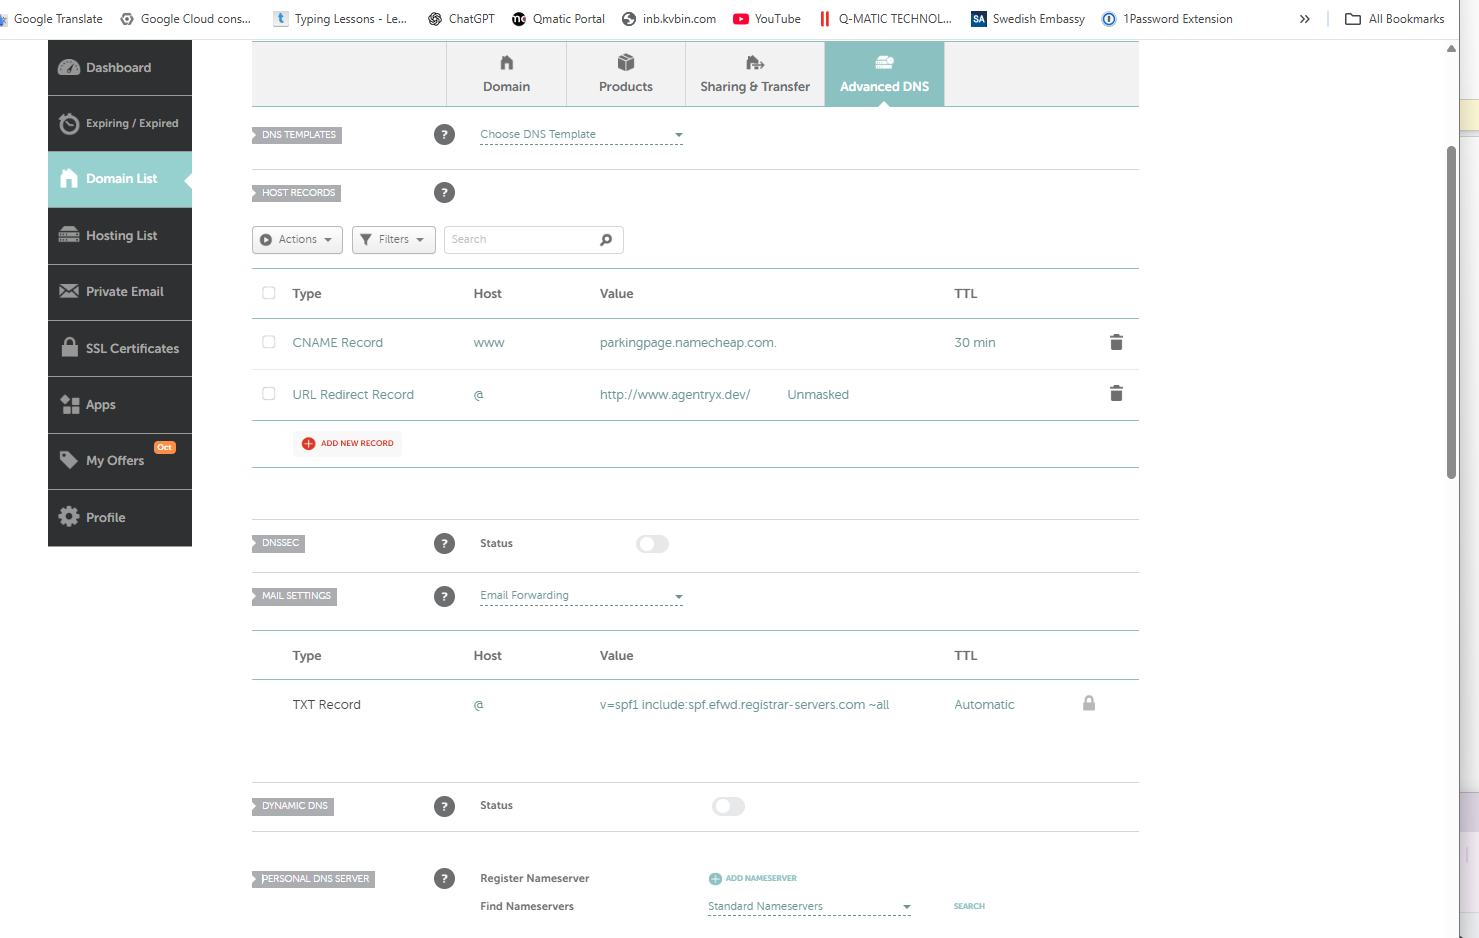 Google Translate
Google Cloud cons...
Typing Lessons - Le...
ChatGPT
Qmatic Portal
inb.kvbin.com
YouTube
Q-MATIC TECHNOL...
SA Swedish Embassy
1Password Extension
»
All Bookmarks
Dashboard
Expiring / Expired
Domain List
Hosting List
Private Email
SSL Certificates
Apps
My Offers
Oct
Profile
Domain
Products
Sharing & Transfer
Advanced DNS
DNS TEMPLATES
?
Choose DNS Template
HOST RECORDS
?
Actions
Filters
Search
Type Host Value TTL
CNAME Record www parkingpage.namecheap.com. 30 min
URL Redirect Record @ http://www.agentryx.dev/ Unmasked
ADD NEW RECORD
DNSSEC ? Status
MAIL SETTINGS ? Email Forwarding
Type Host Value TTL
TXT Record @ v=spf1 include:spf.efwd.registrar-servers.com ~all Automatic
DYNAMIC DNS ? Status
PERSONAL DNS SERVER ? Register Nameserver ADD NAMESERVER
Find Nameservers Standard Nameservers SEARCH